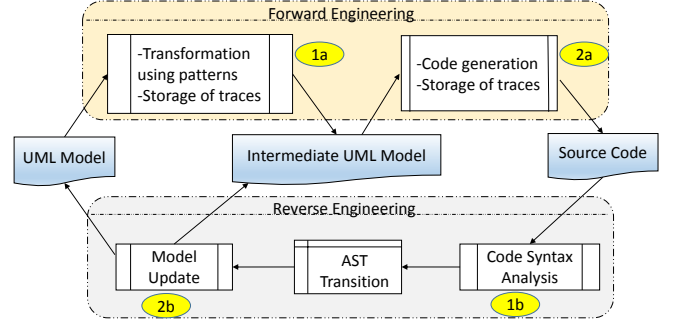 Forward Engineering
-Transformation
using patterns
-Storage of traces
1a
-Code generation
-Storage of traces
2a
UML Model
Intermediate UML Model
Source Code
Reverse Engineering
Model
Update
2b
AST
Transition
Code Syntax
Analysis
1b